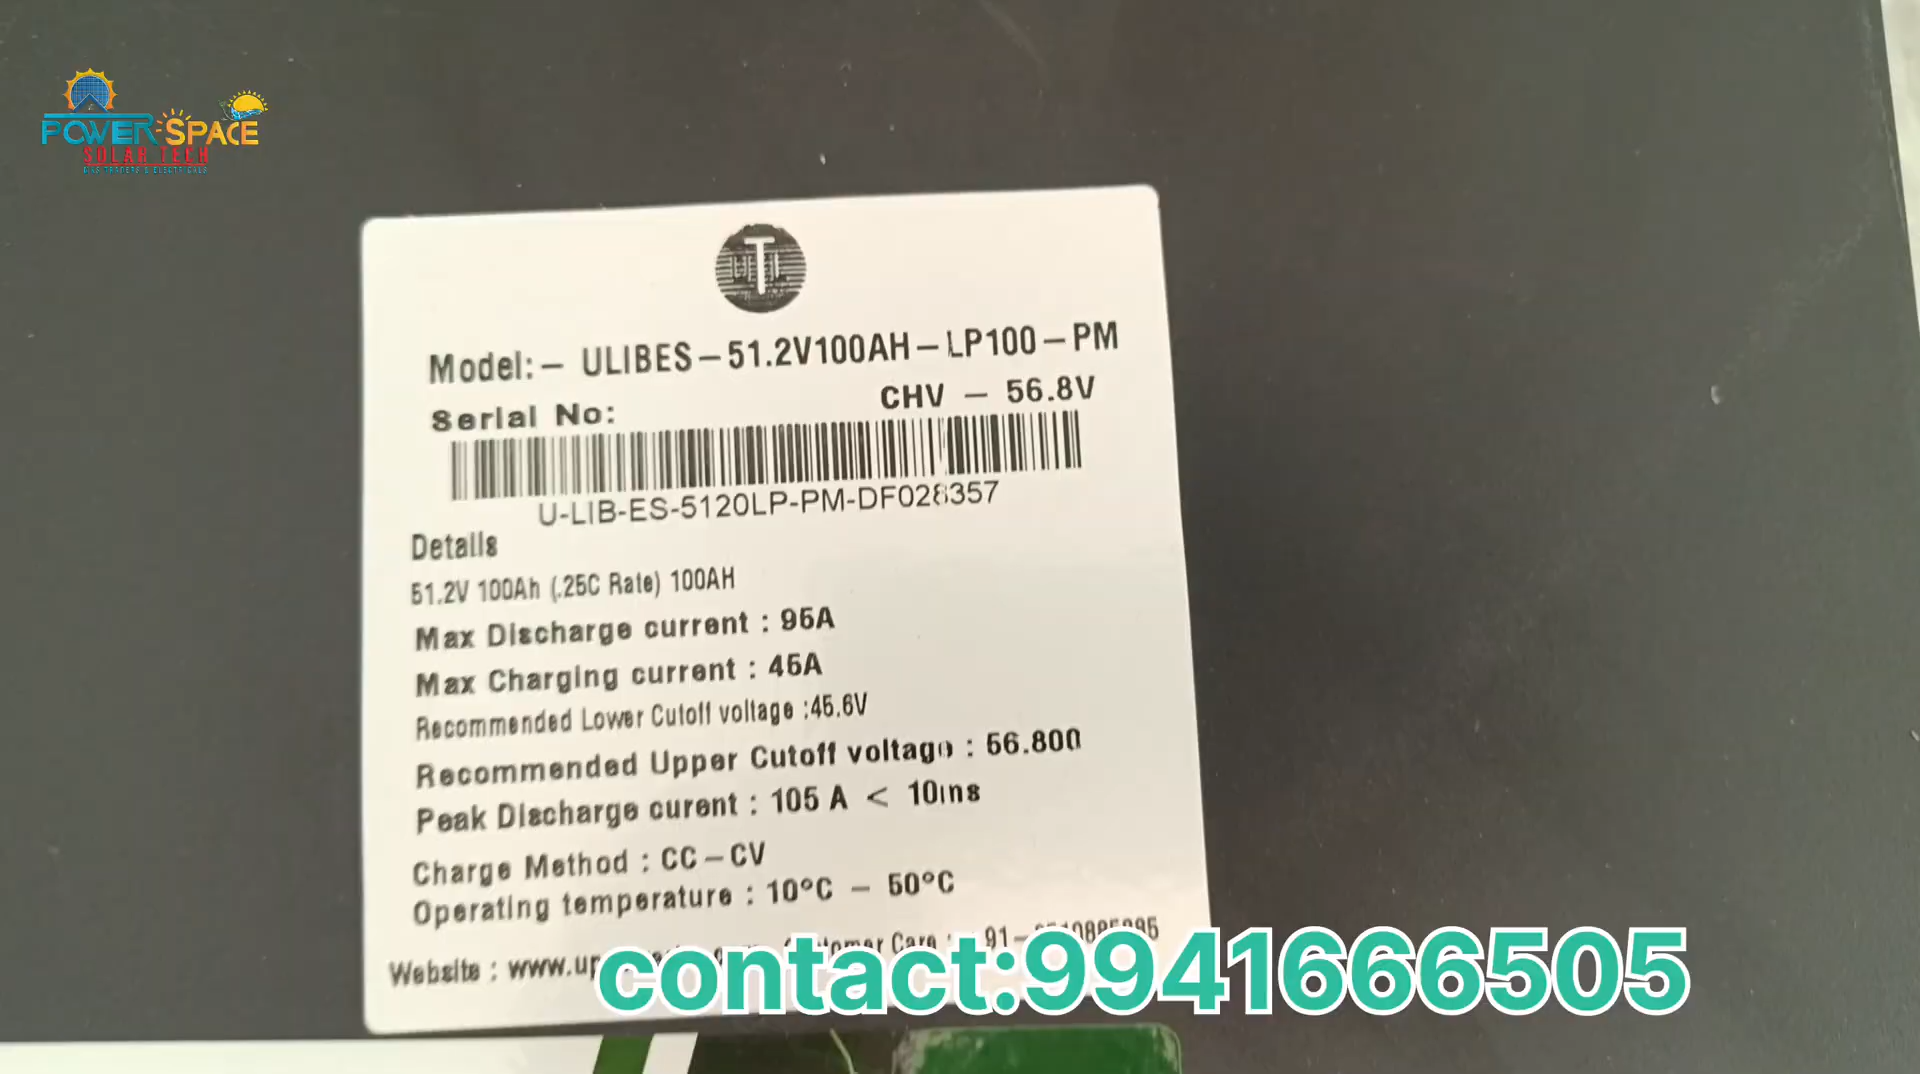 POWER SPACE
SOLAR TECH
Model:- ULIBES-51.2V100AH-LP100-PM
CHV - 56.8V
Serial No:
U-LIB-ES-5120LP-PM-DF028357
Details
51.2V 100Ah (.25C Rate) 100AH
Max Discharge current : 95A
Max Charging current : 45A
Recommended Lower Cutoff voltage :45.6V
Recommended Upper Cutoff voltage : 56.800
Peak Discharge curent : 105 A < 10ms
Charge Method : CC-CV
Operating temperature : 10°C - 50°C
Website :
Care :
contact:9941666505